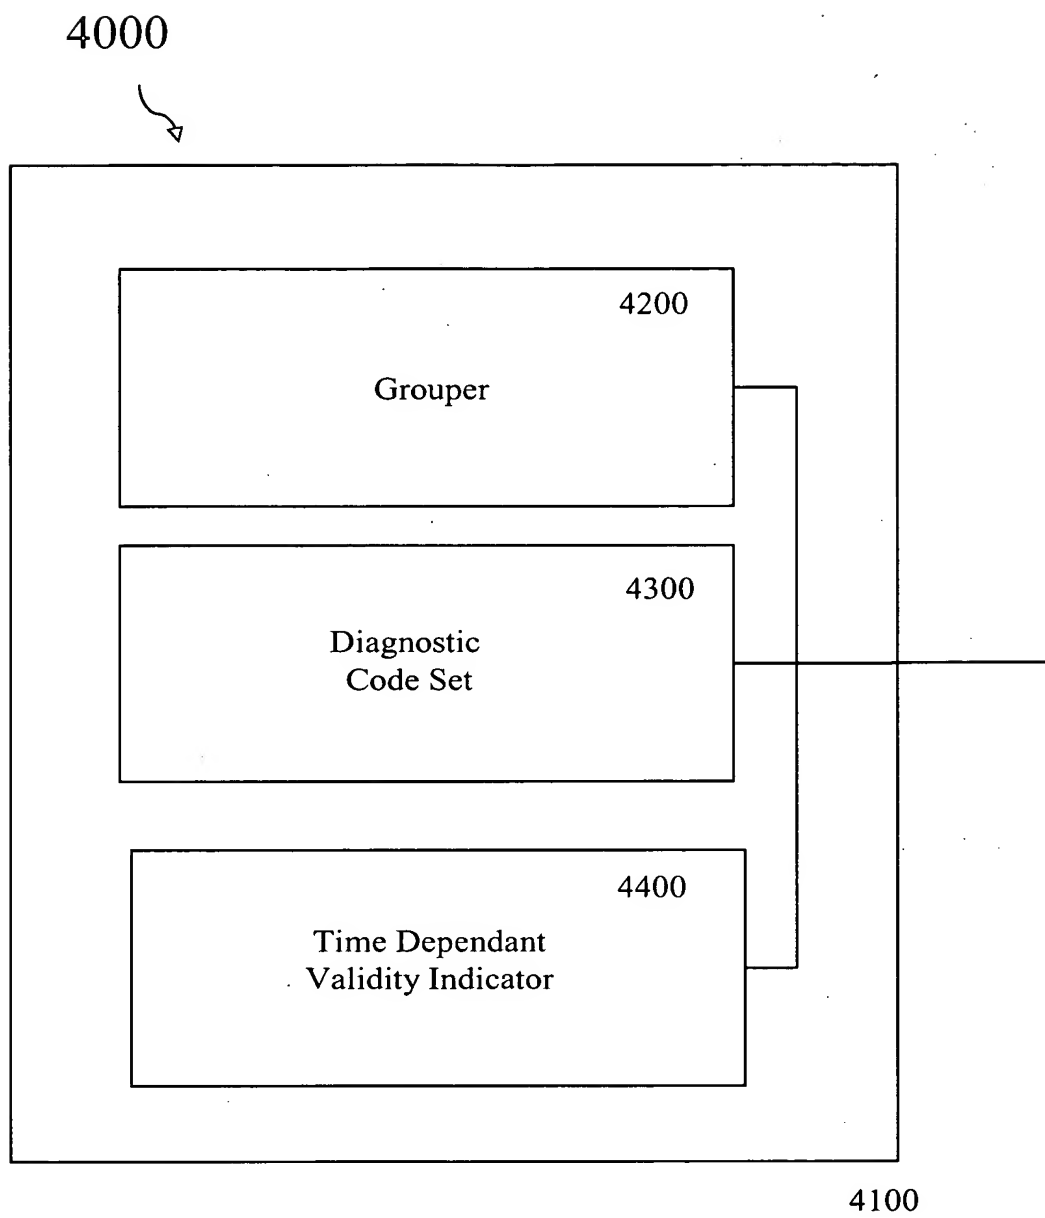 4000
4200
Grouper
4300
Diagnostic
Code Set
4400
Time Dependant
Validity Indicator
4100